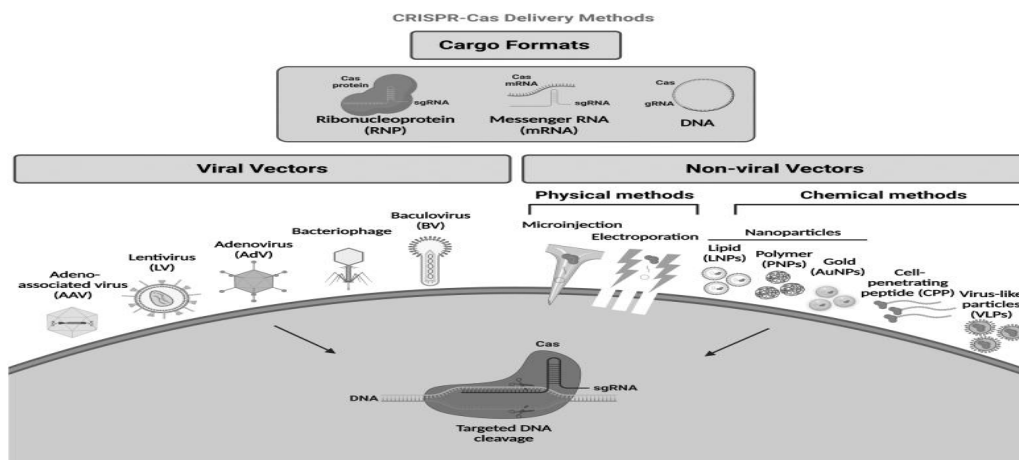 CRISPR-Cas Delivery Methods
Cargo Formats
Cas
protein
sgRNA
Ribonucleoprotein
(RNP)
Cas
mRNA
sgRNA
Messenger RNA
(mRNA)
Cas
gRNA
DNA
Viral Vectors
Non-viral Vectors
Physical methods
Chemical methods
Adeno-
associated virus
(AAV)
Lentivirus
(LV)
Adenovirus
(AdV)
Bacteriophage
Baculovirus
(BV)
Microinjection
Electroporation
Nanoparticles
Lipid
(LNPs)
Polymer
(PNPs)
Gold
(AuNPs)
Cell-
penetrating
peptide (CPP)
Virus-like
particles
(VLPs)
Cas
sgRNA
DNA
Targeted DNA
cleavage